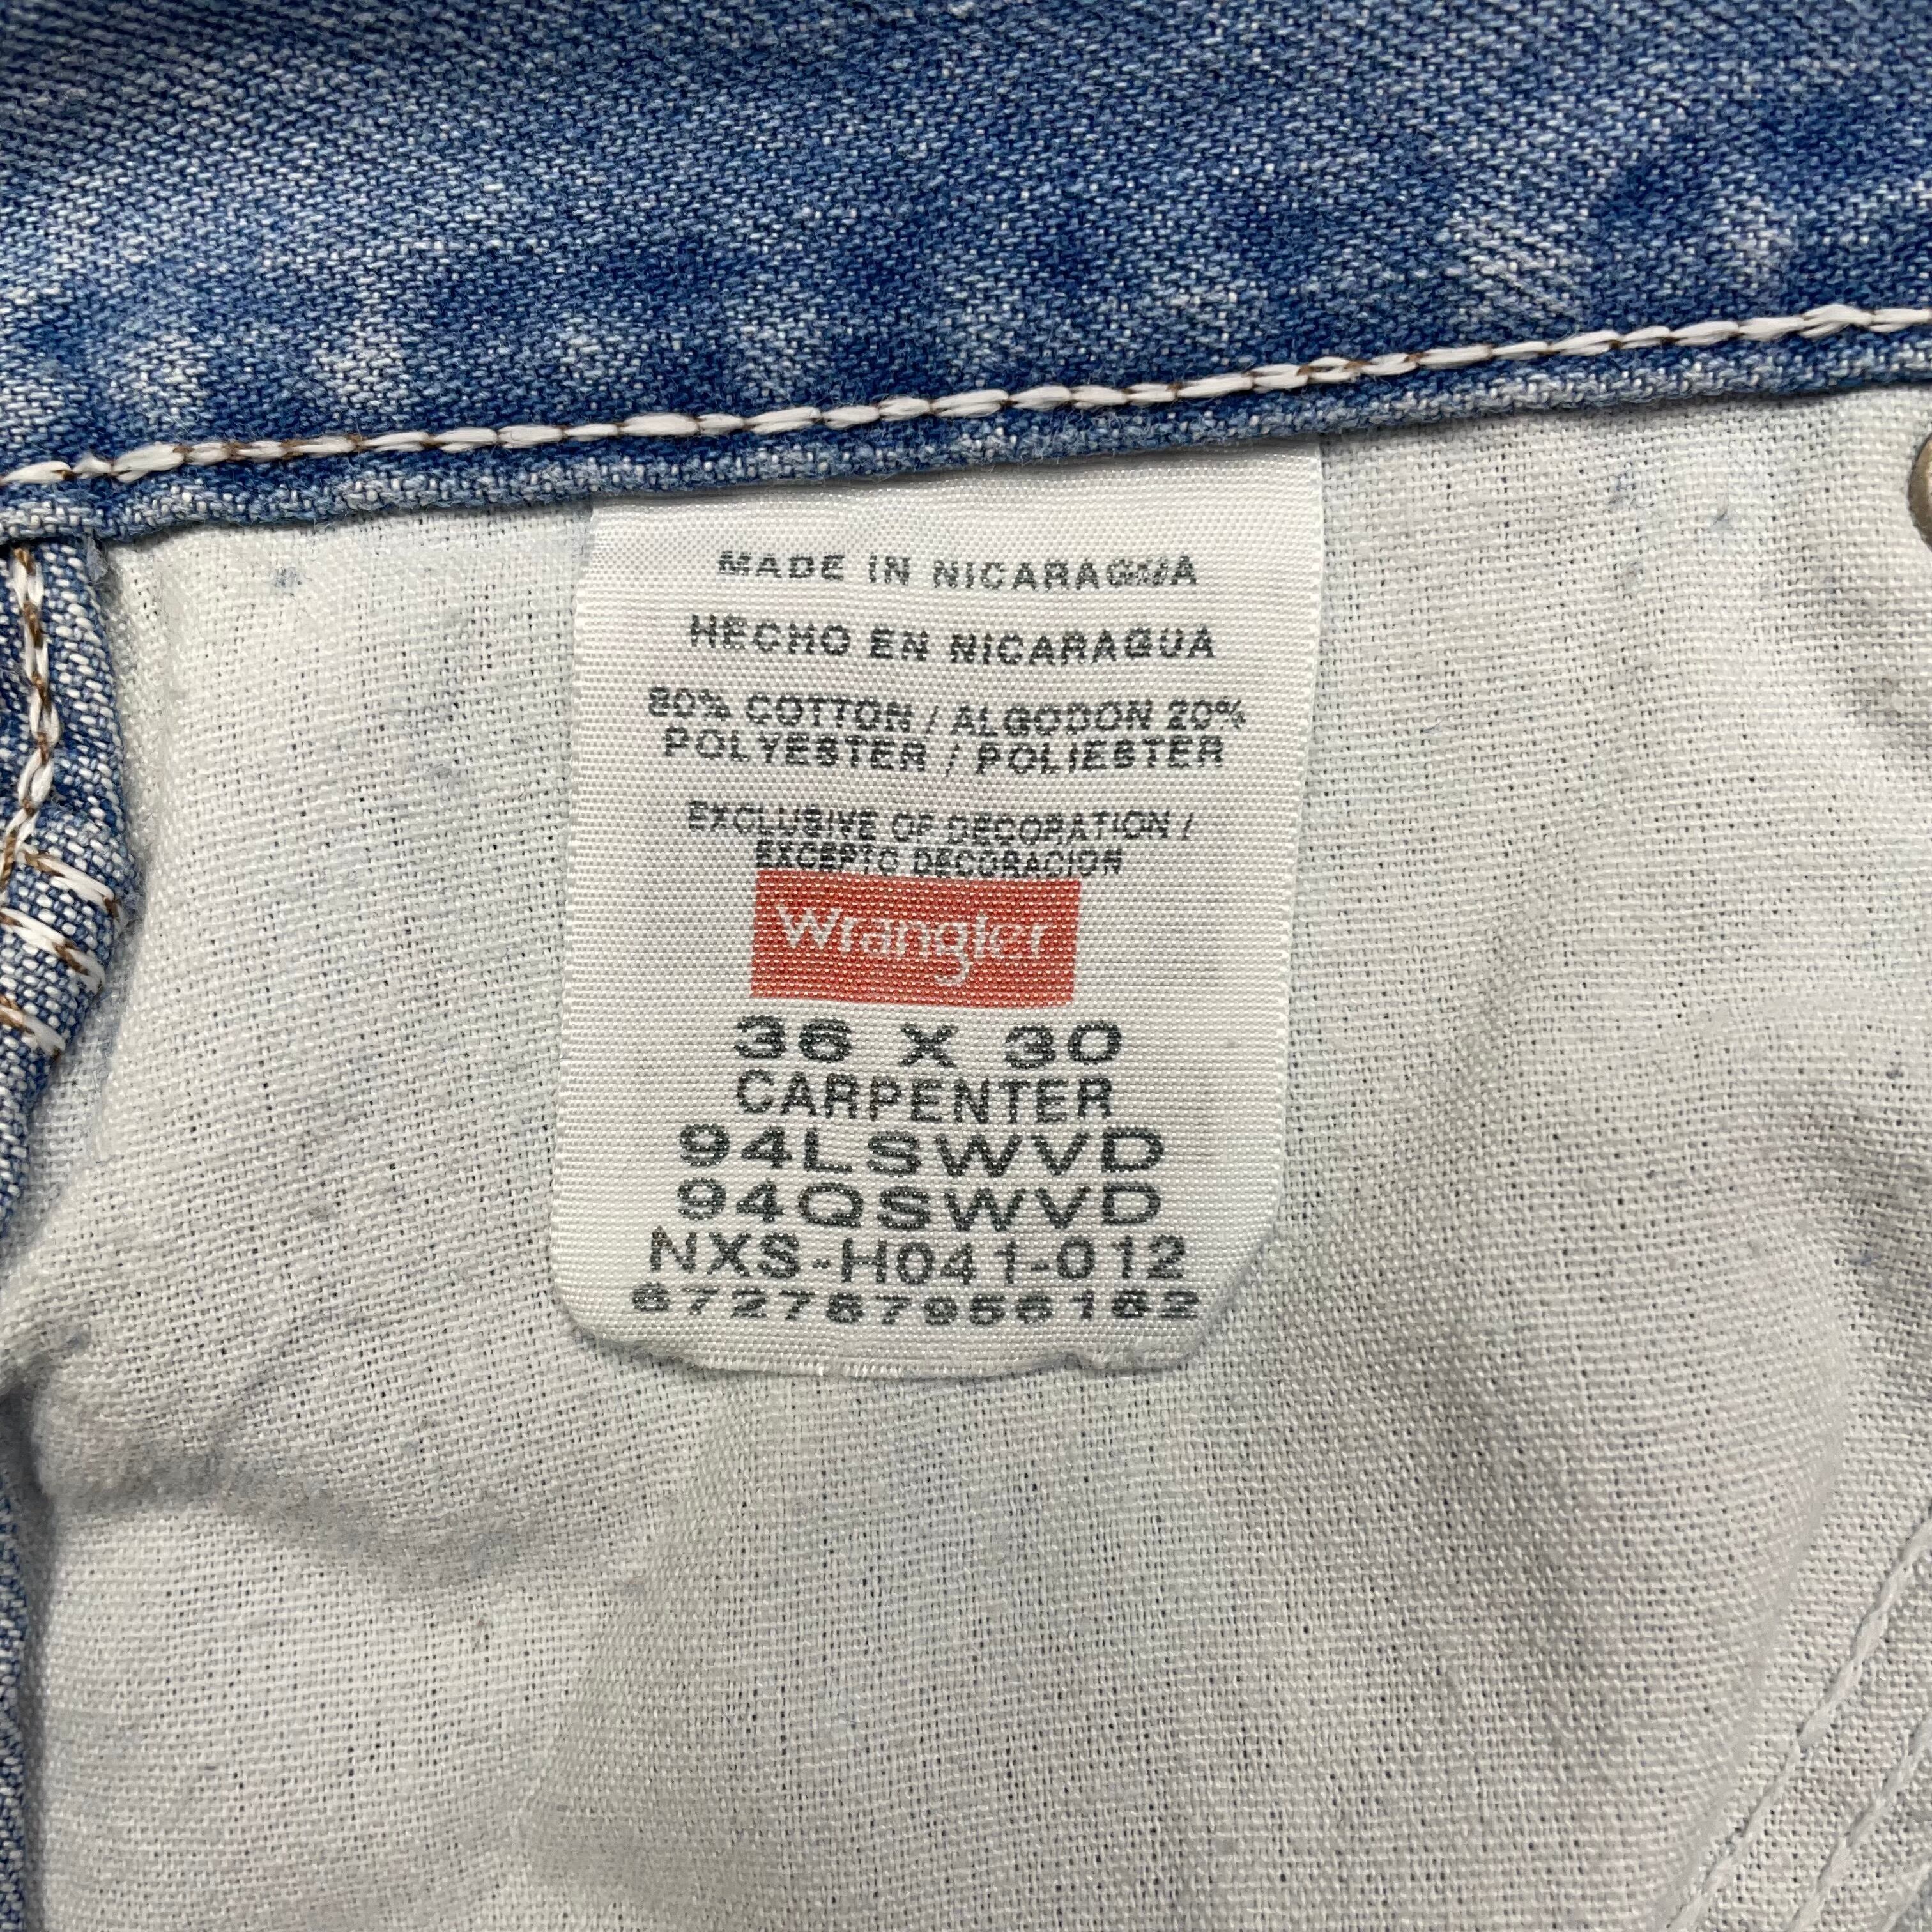 MADE IN NICARAGUA
HECHO EN NICARAGUA
80% COTTON / ALGODON 20%
POLYESTER / POLIESTER
EXCLUSIVE OF DECORATION /
EXCEPTO DECORACION
Wrangler
36 X 30
CARPENTER
94LSWVD
94QSWVD
NXS-H041-012